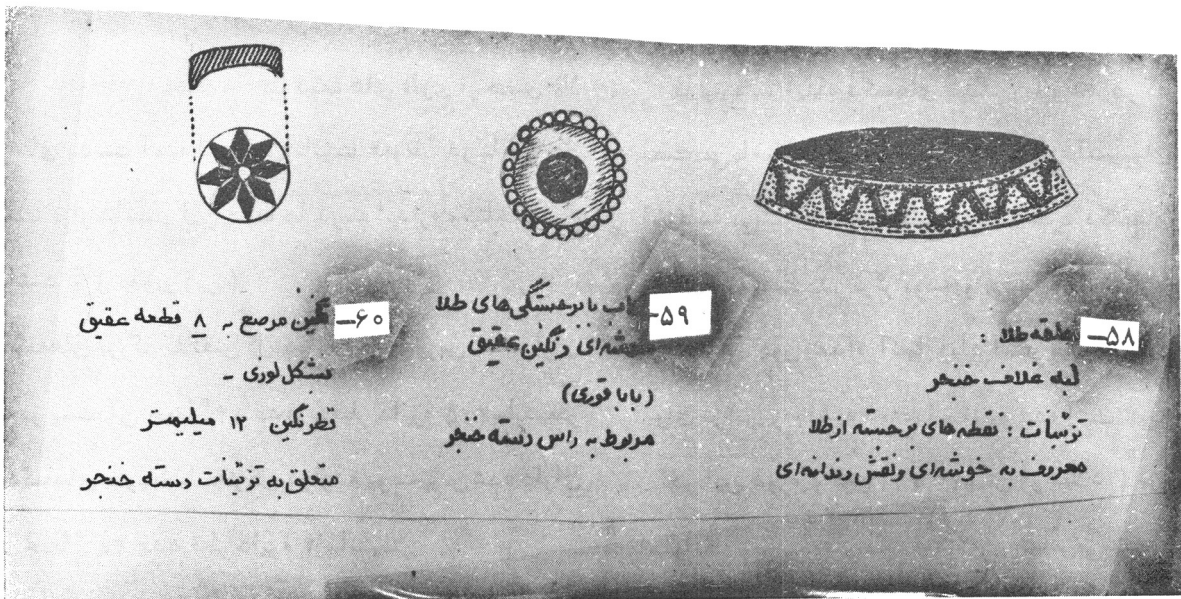 ۵۸- حلقه طلا :
لبه غلاف خنجر
تزئینات : نقطه های برجسته از طلا
معروف به خوشه‌ای و نقش دندانه‌ای
۵۹- با برجستگی های طلا
خوشه‌ای و نگین عقیق
(باباقوری)
مربوط به راس دسته خنجر
۶۰- نگین مرصع به ۸ قطعه عقیق
بشکل لوزی -
قطر نگین ۱۲ میلیمتر
متعلق به تزئینات دسته خنجر